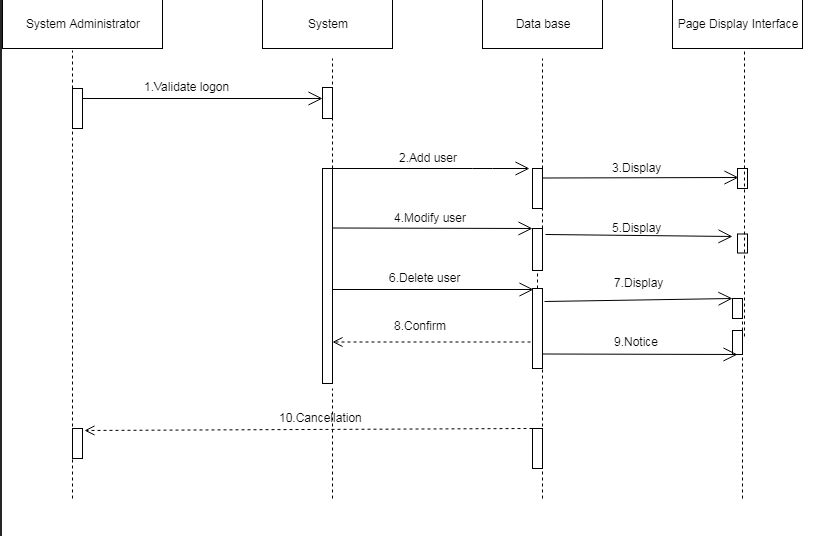 System Administrator
System
Data base
Page Display Interface
1.Validate logon
2.Add user
3.Display
4.Modify user
5.Display
6.Delete user
7.Display
8.Confirm
9.Notice
10.Cancellation